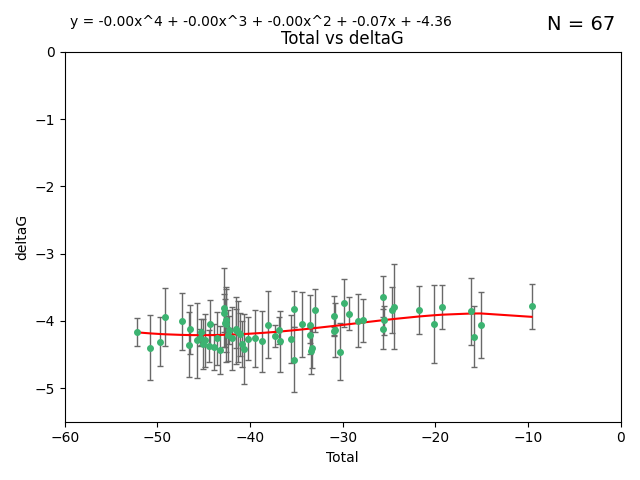 y = -0.00x^4 + -0.00x^3 + -0.00x^2 + -0.07x + -4.36
N = 67
Total vs deltaG
0
−1
−2
−3
−4
−5
deltaG
−60 −50 −40 −30 −20 −10 0
Total